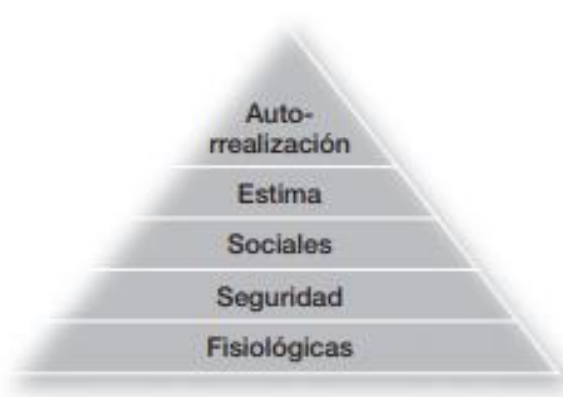 Auto-
rrealización
Estima
Sociales
Seguridad
Fisiológicas